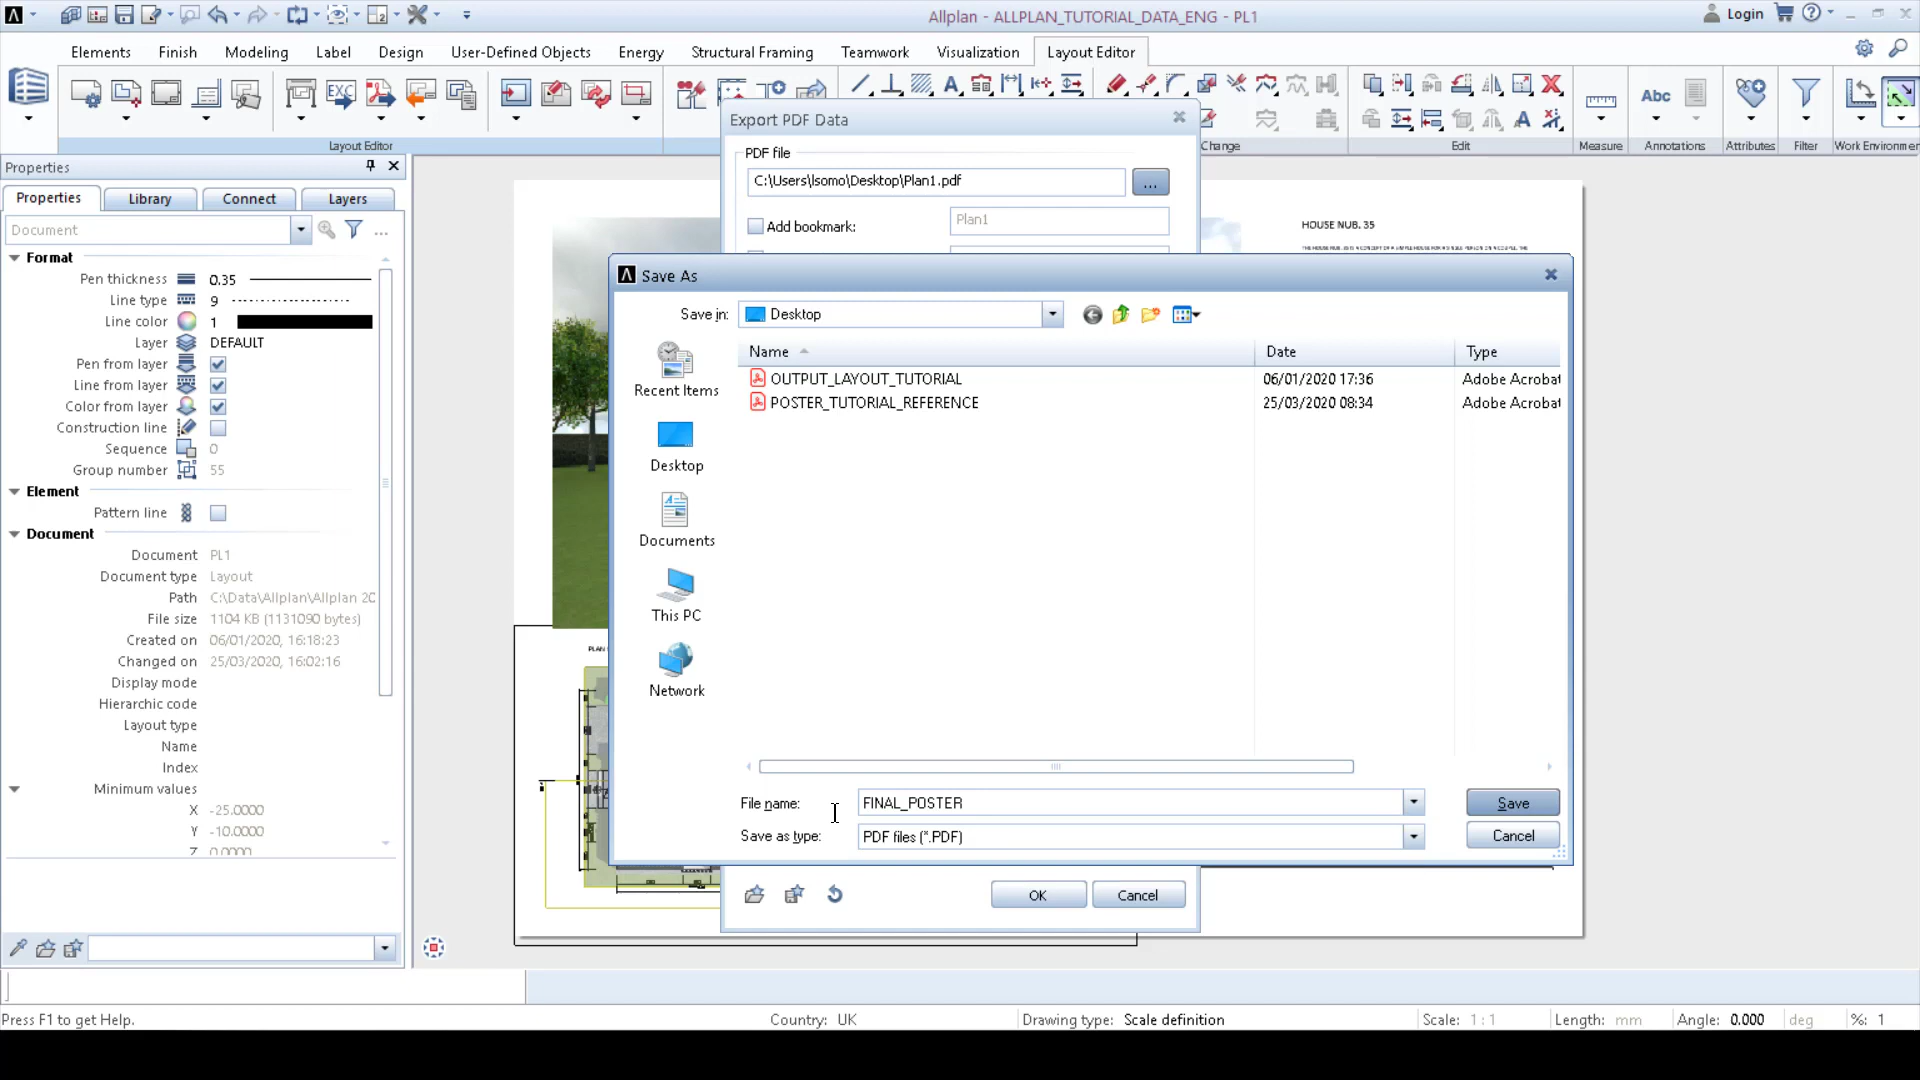 Allplan - ALLPLAN_TUTORIAL_DATA_ENG - PL1
Login
Elements Finish Modeling Label Design User-Defined Objects Energy Structural Framing Teamwork Visualization Layout Editor
EXC
Abc
Layout Editor Change Edit Measure Annotations Attributes Filter Work Environmen
Properties
Properties Library Connect Layers
Document
Format
Pen thickness 0.35
Line type 9
Line color 1
Layer DEFAULT
Pen from layer
Line from layer
Color from layer
Construction line
Sequence 0
Group number 55
Element
Pattern line
Document
Document PL1
Document type Layout
Path C:\Data\Allplan\Allplan 20
File size 1104 KB (1131090 bytes)
Created on 06/01/2020, 16:18:23
Changed on 25/03/2020, 16:02:16
Display mode
Hierarchic code
Layout type
Name
Index
Minimum values
X -25.0000
Y -10.0000
Z 0.0000
Export PDF Data
PDF file
C:\Users\lsomo\Desktop\Plan1.pdf
...
Add bookmark: Plan1
HOUSE NUB. 35
Save As
Save in: Desktop
Name Date Type
OUTPUT_LAYOUT_TUTORIAL 06/01/2020 17:36 Adobe Acrobat
POSTER_TUTORIAL_REFERENCE 25/03/2020 08:34 Adobe Acrobat
Recent Items
Desktop
Documents
This PC
Network
File name: FINAL_POSTER Save
Save as type: PDF files (*.PDF) Cancel
OK Cancel
PLAN
Press F1 to get Help. Country: UK Drawing type: Scale definition Scale: 1 : 1 Length: mm Angle: 0.000 deg %: 1